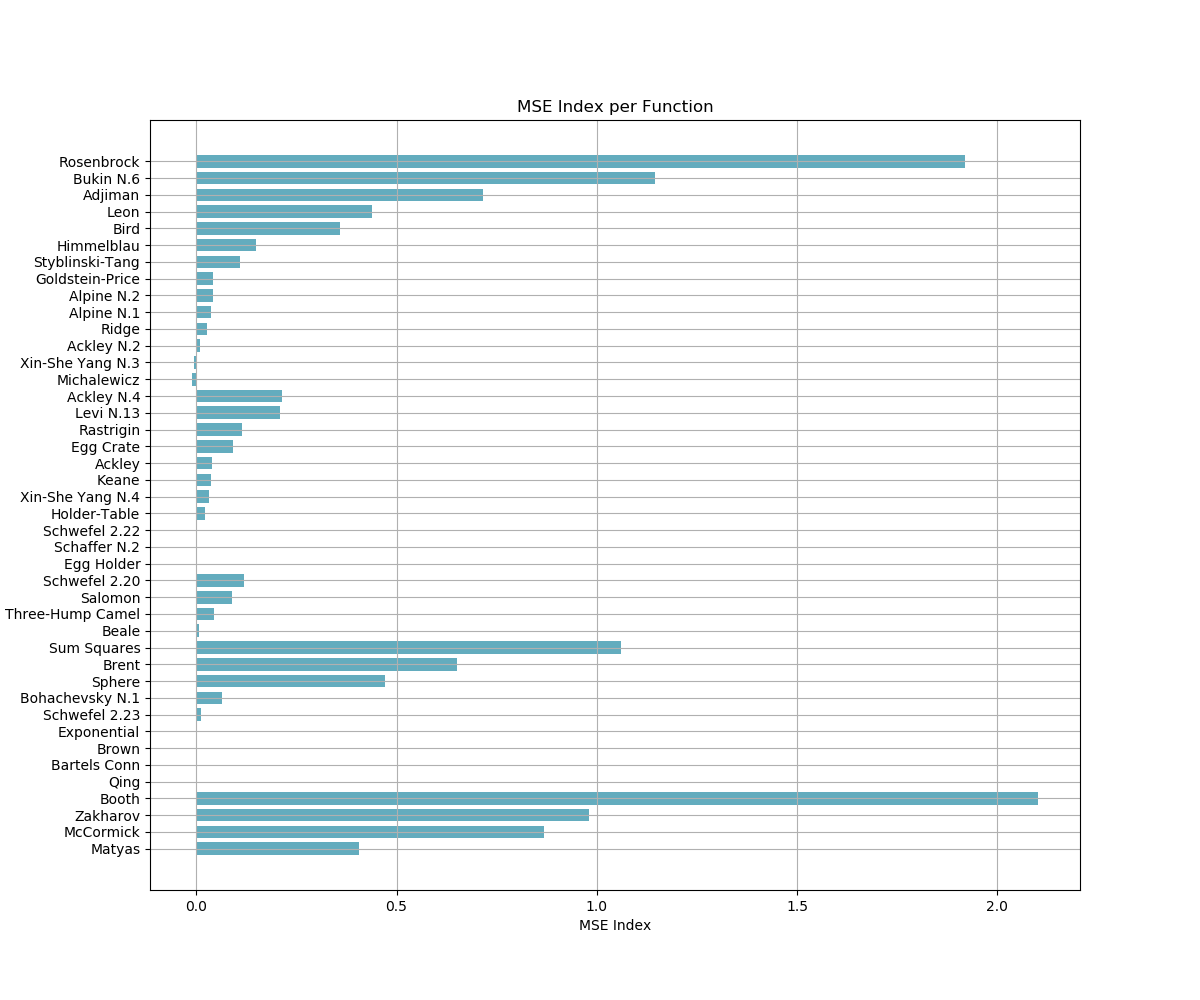 MSE Index per Function
Rosenbrock
Bukin N.6
Adjiman
Leon
Bird
Himmelblau
Styblinski-Tang
Goldstein-Price
Alpine N.2
Alpine N.1
Ridge
Ackley N.2
Xin-She Yang N.3
Michalewicz
Ackley N.4
Levi N.13
Rastrigin
Egg Crate
Ackley
Keane
Xin-She Yang N.4
Holder-Table
Schwefel 2.22
Schaffer N.2
Egg Holder
Schwefel 2.20
Salomon
Three-Hump Camel
Beale
Sum Squares
Brent
Sphere
Bohachevsky N.1
Schwefel 2.23
Exponential
Brown
Bartels Conn
Qing
Booth
Zakharov
McCormick
Matyas
0.0 0.5 1.0 1.5 2.0
MSE Index